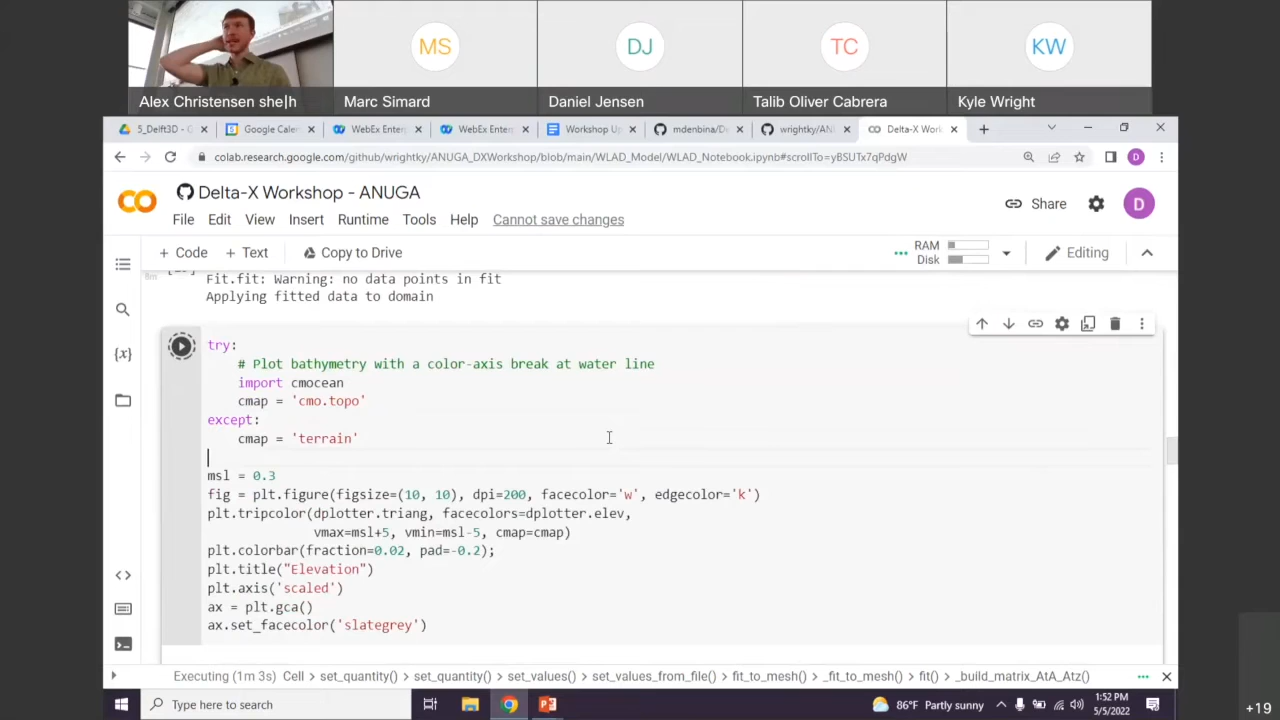 MS
DJ
TC
KW
Alex Christensen she|h
Marc Simard
Daniel Jensen
Talib Oliver Cabrera
Kyle Wright
5_Delft3D - G
Google Cale
WebEx Enter
WebEx Enter
Workshop Up
mdenbina/De
wrightky/ANU
Delta-X Work
colab.research.google.com/github/wrightky/ANUGA_DXWorkshop/blob/main/WLAD_Model/WLAD_Notebook.ipynb#scrollTo=yBSUTx7qPdgW
D
Delta-X Workshop - ANUGA
File Edit View Insert Runtime Tools Help Cannot save changes
Share
D
+ Code + Text Copy to Drive
RAM
Disk
Editing
Fit.fit: Warning: no data points in fit
Applying fitted data to domain
try:
# Plot bathymetry with a color-axis break at water line
import cmocean
cmap = 'cmo.topo'
except:
cmap = 'terrain'
msl = 0.3
fig = plt.figure(figsize=(10, 10), dpi=200, facecolor='w', edgecolor='k')
plt.tripcolor(dplotter.triang, facecolors=dplotter.elev,
vmax=msl+5, vmin=msl-5, cmap=cmap)
plt.colorbar(fraction=0.02, pad=-0.2);
plt.title("Elevation")
plt.axis('scaled')
ax = plt.gca()
ax.set_facecolor('slategrey')
Executing (1m 3s) Cell > set_quantity() > set_quantity() > set_values() > set_values_from_file() > fit_to_mesh() > _fit_to_mesh() > fit() > _build_matrix_AtA_Atz()
Type here to search
86°F Partly sunny
1:52 PM
5/5/2022
+19